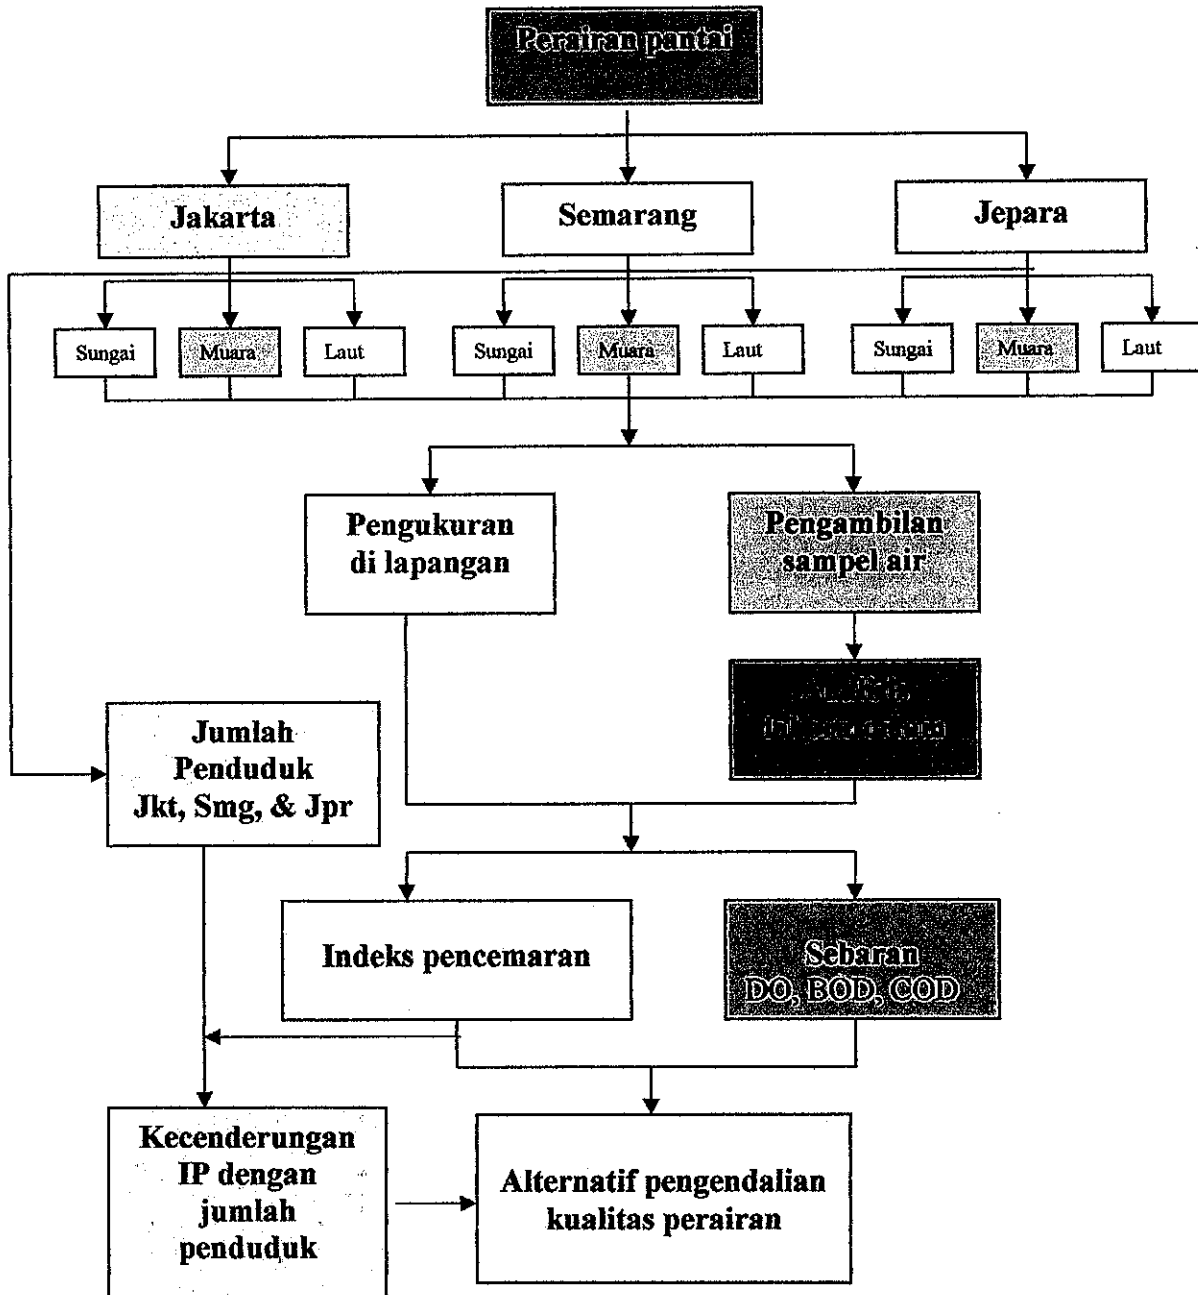 Perairan pantai
Jakarta
Semarang
Jepara
Sungai
Muara
Laut
Sungai
Muara
Laut
Sungai
Muara
Laut
Pengukuran
di lapangan
Pengambilan
sampel air
Jumlah
Penduduk
Jkt, Smg, & Jpr
Indeks pencemaran
Sebaran
DO, BOD, COD
Kecenderungan
IP dengan
jumlah
penduduk
Alternatif pengendalian
kualitas perairan